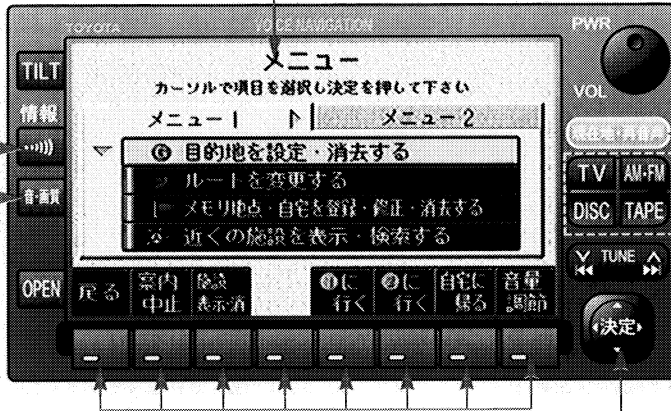 TOYOTA
VOICE NAVIGATION
PWR
TILT
メニュー
カーソルで項目を選択し決定を押して下さい
VOL
情報
メニュー1
メニュー2
目的地を設定・消去する
ルートを変更する
メモリ地点・自宅を登録・修正・消去する
近くの施設を表示・検索する
音・画質
TV
AM・FM
DISC
TAPE
TUNE
OPEN
戻る
案内
中止
施設
表示消
❶に
行く
❷に
行く
自宅に
帰る
音量
調節
決定